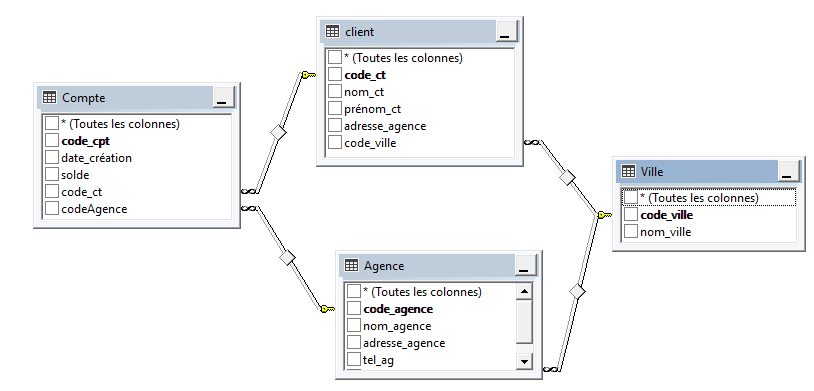 client
* (Toutes les colonnes)
code_ct
nom_ct
prénom_ct
adresse_agence
code_ville
Compte
* (Toutes les colonnes)
code_cpt
date_création
solde
code_ct
codeAgence
Ville
* (Toutes les colonnes)
code_ville
nom_ville
Agence
* (Toutes les colonnes)
code_agence
nom_agence
adresse_agence
tel_ag